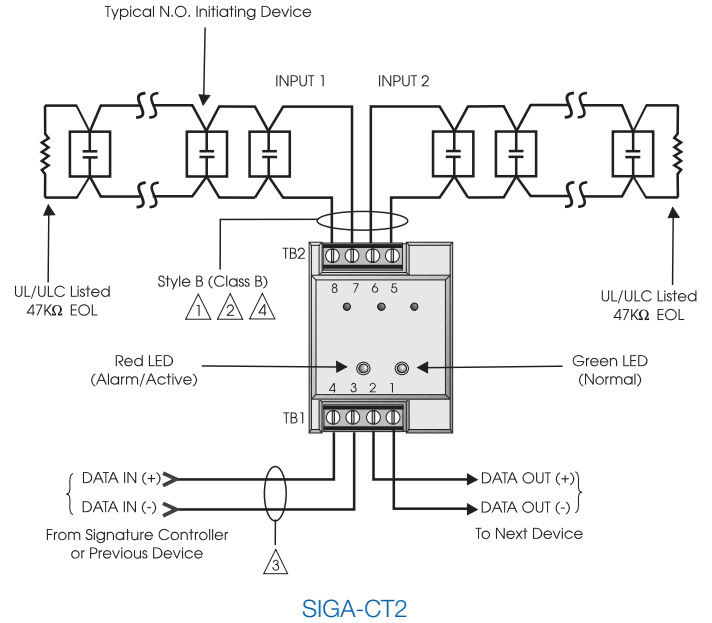 Typical N.O. Initiating Device
INPUT 1
INPUT 2
TB2
Style B (Class B)
1 2 4
8 7 6 5
UL/ULC Listed
47KΩ EOL
UL/ULC Listed
47KΩ EOL
Red LED
(Alarm/Active)
Green LED
(Normal)
4 3 2 1
TB1
DATA IN (+)
DATA IN (-)
From Signature Controller
or Previous Device
3
DATA OUT (+)
DATA OUT (-)
To Next Device
SIGA-CT2